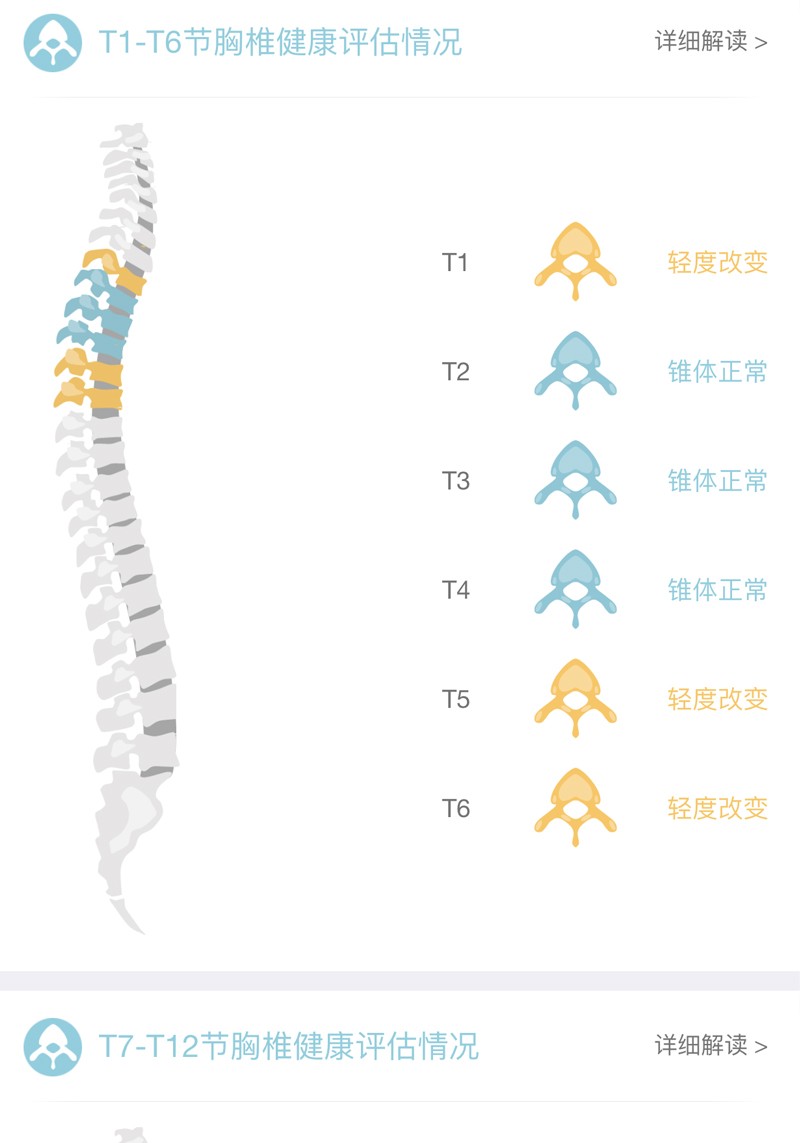 T1-T6节胸椎健康评估情况
详细解读 >
T1 轻度改变
T2 锥体正常
T3 锥体正常
T4 锥体正常
T5 轻度改变
T6 轻度改变
T7-T12节胸椎健康评估情况
详细解读 >